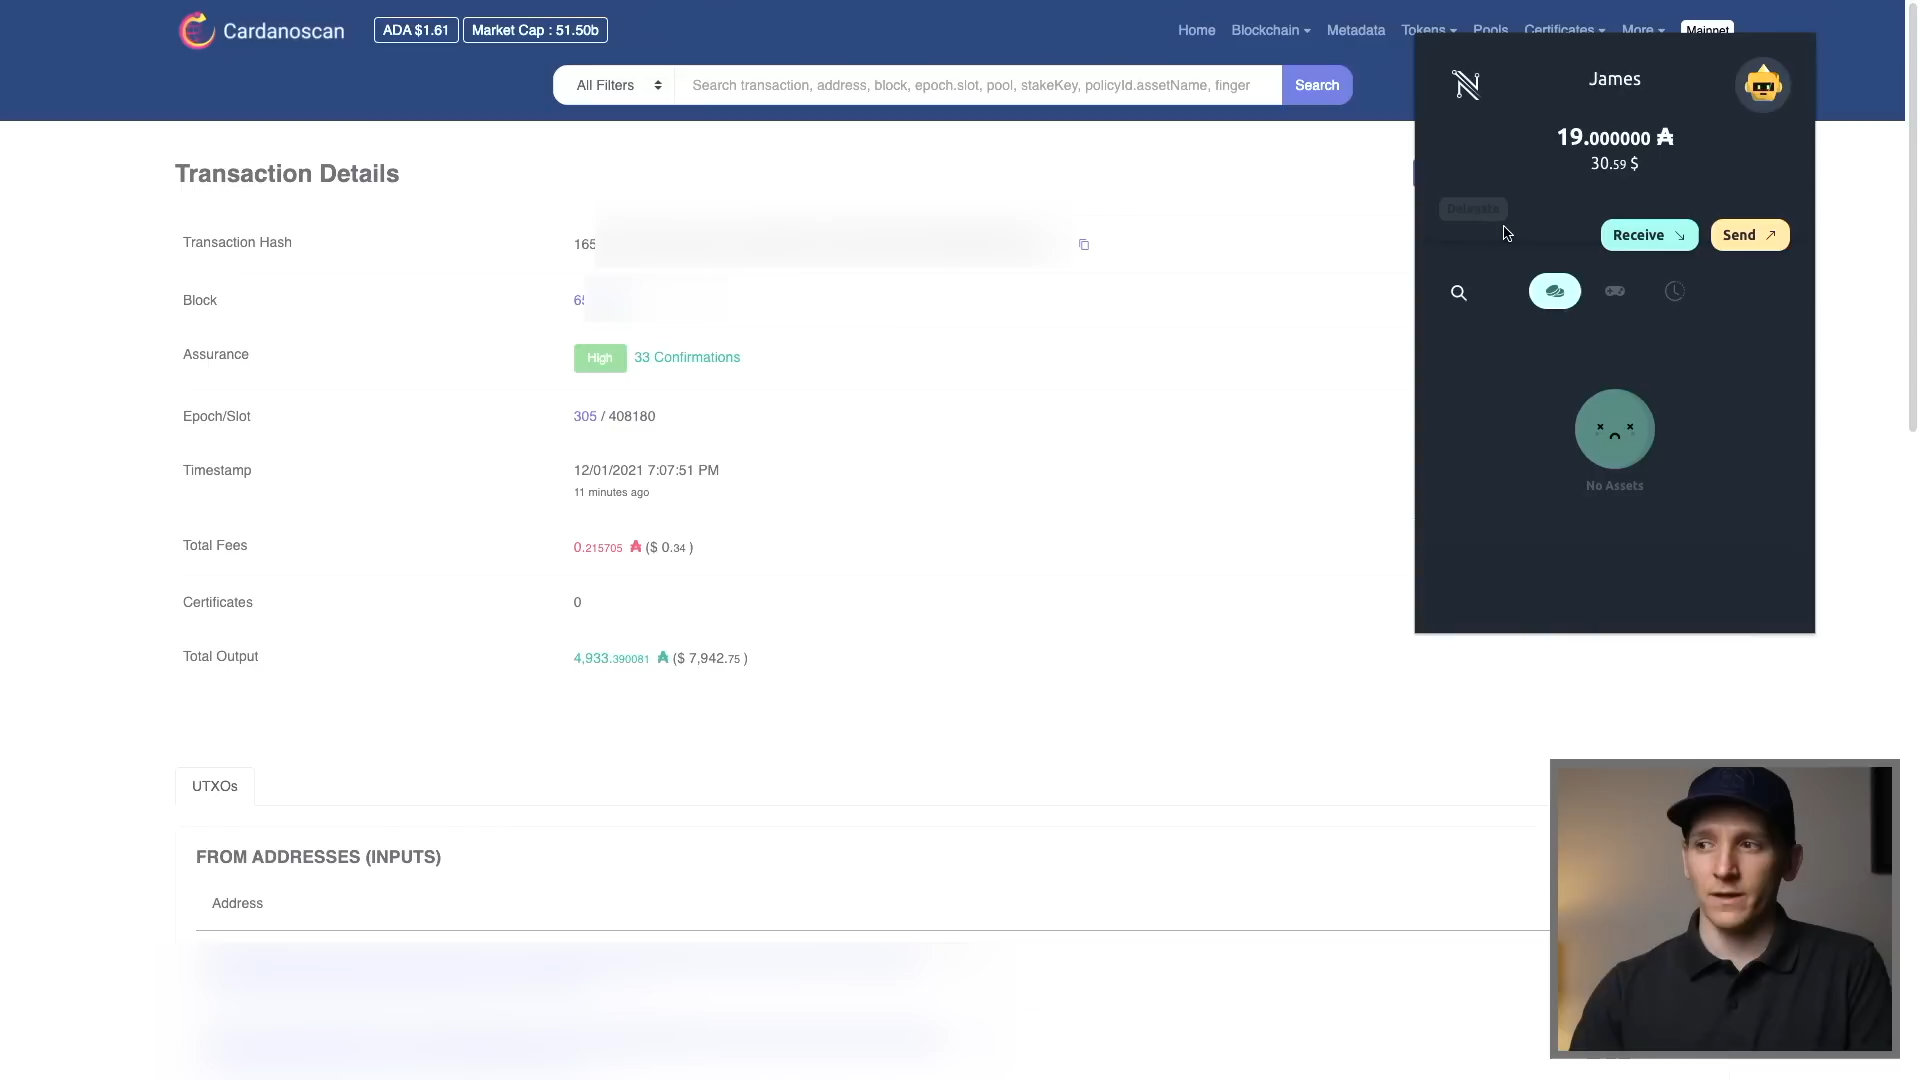 Cardanoscan
ADA $1.61
Market Cap : 51.50b
Home
Blockchain
Metadata
Tokens
Pools
Certificates
More
Mainnet
All Filters
Search transaction, address, block, epoch.slot, pool, stakeKey, policyId.assetName, finger
Search
James
19.000000 ₳
30.59 $
Delegate
Receive
Send
No Assets
Transaction Details
Transaction Hash
165
Block
65
Assurance
High
33 Confirmations
Epoch/Slot
305 / 408180
Timestamp
12/01/2021 7:07:51 PM
11 minutes ago
Total Fees
0.215705 ₳ ($ 0.34 )
Certificates
0
Total Output
4,933.390081 ₳ ($ 7,942.75 )
UTXOs
FROM ADDRESSES (INPUTS)
Address